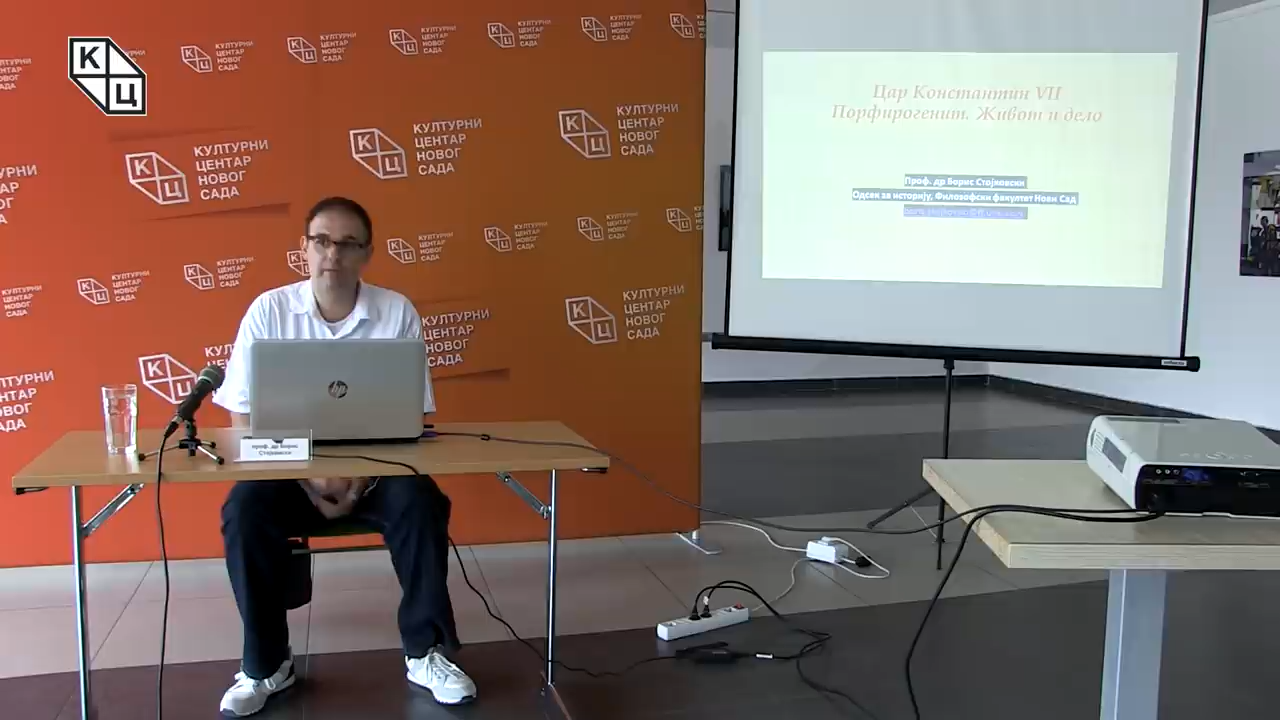 К
Ц
КУЛТУРНИ
ЦЕНТАР
НОВОГ
САДА
Цар Константин VII
Порфирогенит. Живот и дело
Проф. др Борис Стојковски
Одсек за историју, Филозофски факултет Нови Сад
проф. др Борис
Стојковски
hp